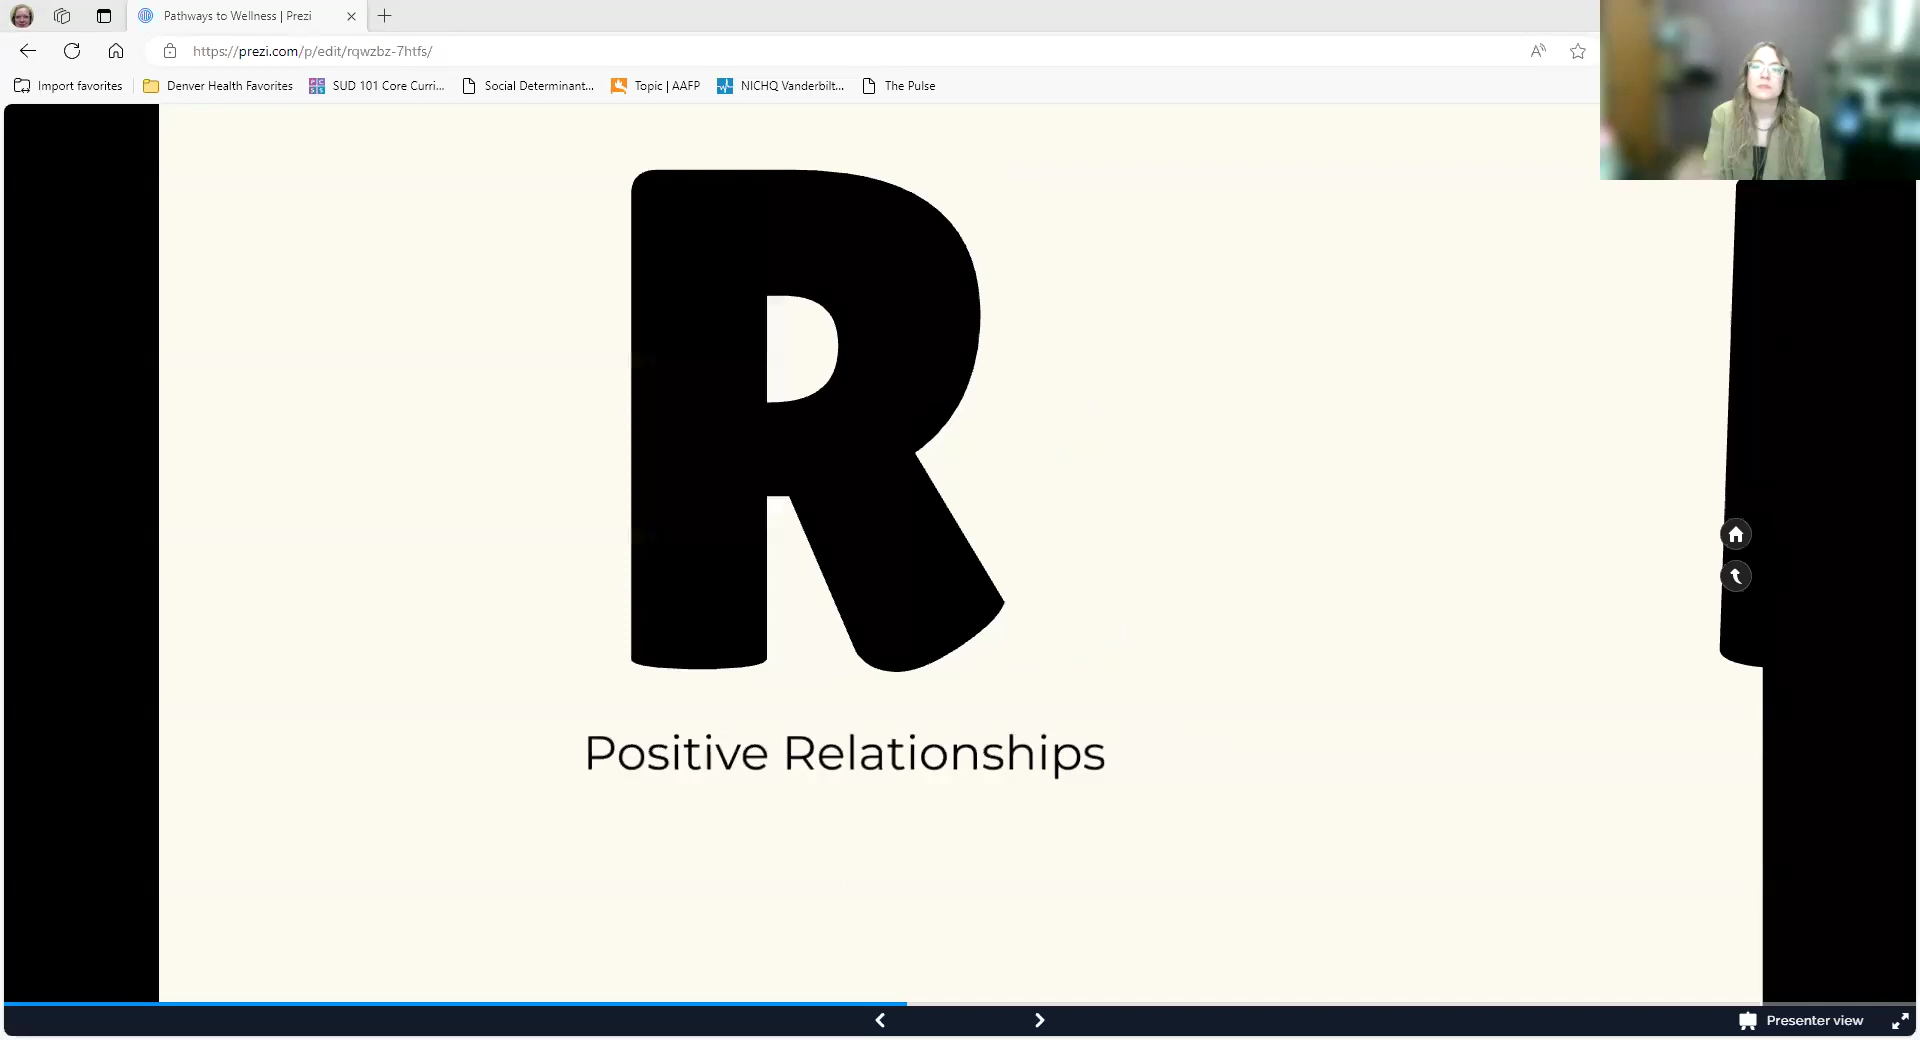 Pathways to Wellness | Prezi
https://prezi.com/p/edit/rqwzbz-7htfs/
Import favorites
Denver Health Favorites
SUD 101 Core Curri...
Social Determinant...
Topic | AAFP
NICHQ Vanderbilt...
The Pulse
R
Positive Relationships
Presenter view